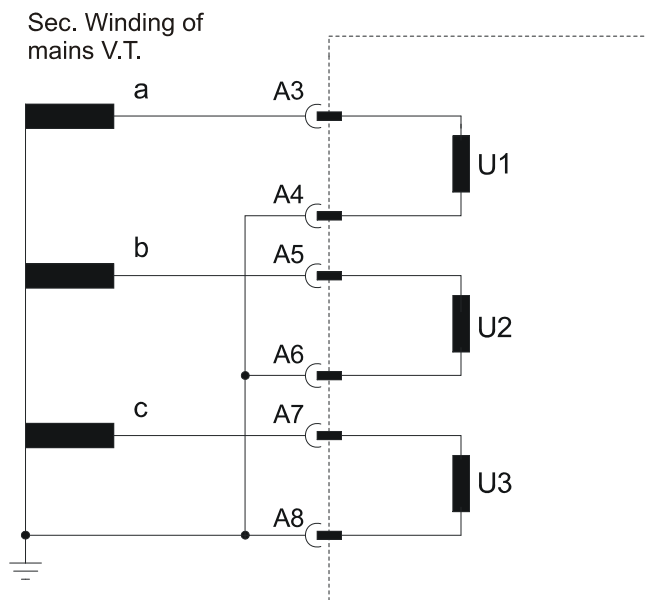 Sec. Winding of
mains V.T.
a
A3
U1
A4
b
A5
U2
A6
c
A7
U3
A8